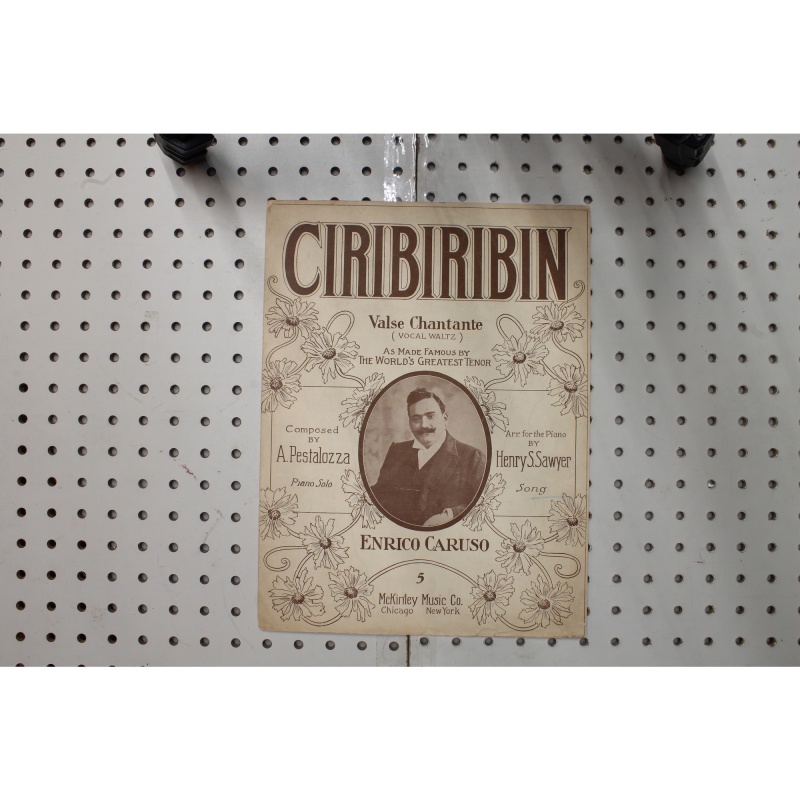 CIRIBIRIBIN
Valse Chantante
(VOCAL WALTZ)
As Made Famous by
The World's Greatest Tenor
Composed
by
A. Pestalozza
Piano Solo
Arr. for the Piano
by
Henry S. Sawyer
Song
Enrico Caruso
5
McKinley Music Co.
Chicago New York